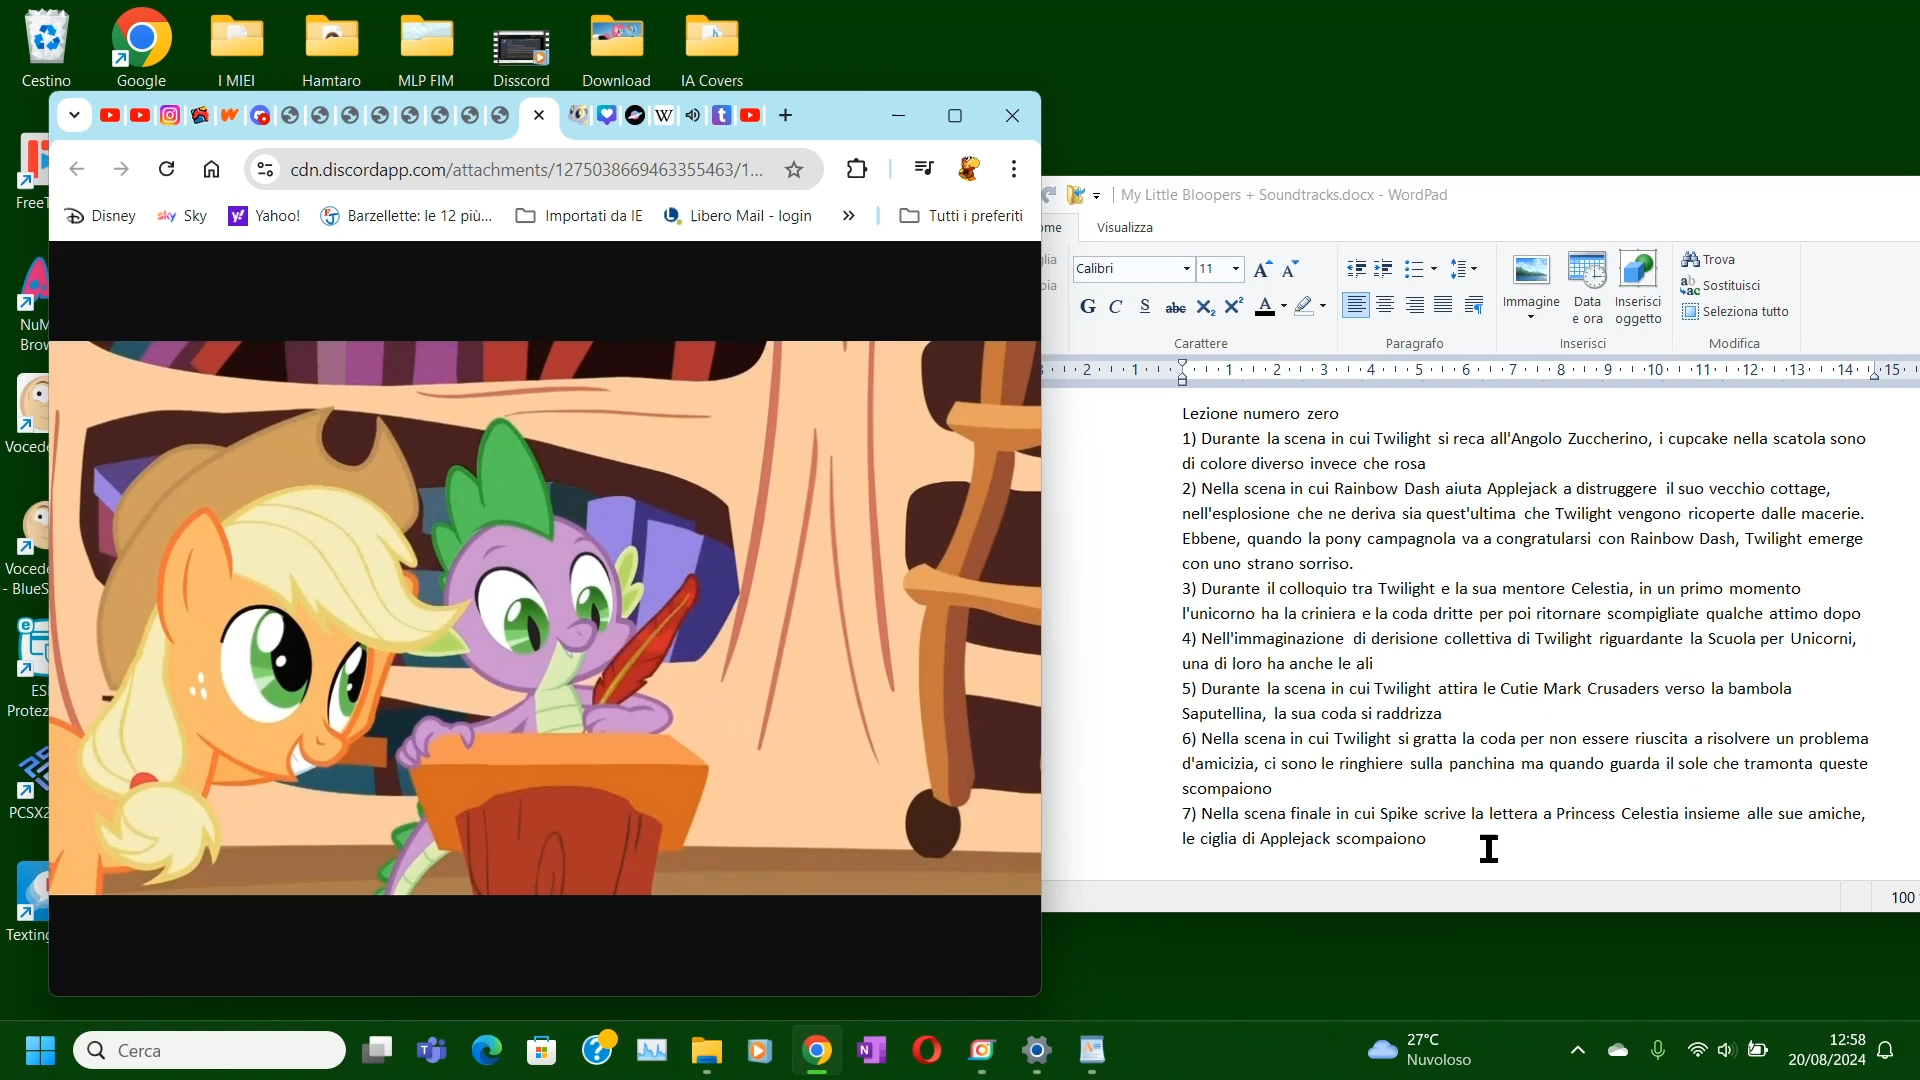 Cestino
Google
I MIEI
Hamtaro
MLP FIM
Disscord
Download
IA Covers
cdn.discordapp.com/attachments/1275038669463355463/1...
Disney
Sky
Yahoo!
Barzellette: le 12 più...
Importati da IE
Libero Mail - login
Tutti i preferiti
My Little Bloopers + Soundtracks.docx - WordPad
ome
Visualizza
Calibri
11
Carattere
Paragrafo
Immagine
Data
e ora
Inserisci
oggetto
Inserisci
Trova
Sostituisci
Seleziona tutto
Modifica
Lezione numero zero
1) Durante la scena in cui Twilight si reca all'Angolo Zuccherino, i cupcake nella scatola sono
di colore diverso invece che rosa
2) Nella scena in cui Rainbow Dash aiuta Applejack a distruggere il suo vecchio cottage,
nell'esplosione che ne deriva sia quest'ultima che Twilight vengono ricoperte dalle macerie.
Ebbene, quando la pony campagnola va a congratularsi con Rainbow Dash, Twilight emerge
con uno strano sorriso.
3) Durante il colloquio tra Twilight e la sua mentore Celestia, in un primo momento
l'unicorno ha la criniera e la coda dritte per poi ritornare scompigliate qualche attimo dopo
4) Nell'immaginazione di derisione collettiva di Twilight riguardante la Scuola per Unicorni,
una di loro ha anche le ali
5) Durante la scena in cui Twilight attira le Cutie Mark Crusaders verso la bambola
Saputellina, la sua coda si raddrizza
6) Nella scena in cui Twilight si gratta la coda per non essere riuscita a risolvere un problema
d'amicizia, ci sono le ringhiere sulla panchina ma quando guarda il sole che tramonta queste
scompaiono
7) Nella scena finale in cui Spike scrive la lettera a Princess Celestia insieme alle sue amiche,
le ciglia di Applejack scompaiono
100
FreeT
NuM
Brow
Vocede
Vocede
- BlueS
ES
Protez
PCSX2
Texting
Cerca
27°C
Nuvoloso
12:58
20/08/2024